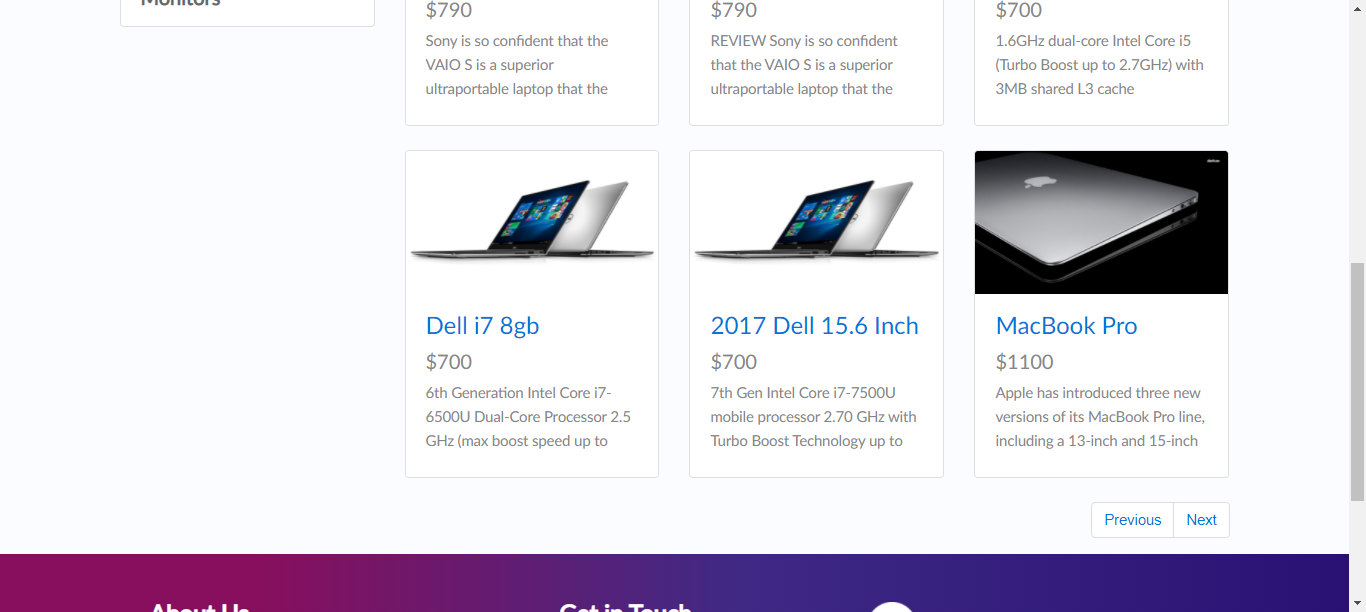 Monitors
$790
Sony is so confident that the
VAIO S is a superior
ultraportable laptop that the
$790
REVIEW Sony is so confident
that the VAIO S is a superior
ultraportable laptop that the
$700
1.6GHz dual-core Intel Core i5
(Turbo Boost up to 2.7GHz) with
3MB shared L3 cache
Dell i7 8gb
$700
6th Generation Intel Core i7-
6500U Dual-Core Processor 2.5
GHz (max boost speed up to
2017 Dell 15.6 Inch
$700
7th Gen Intel Core i7-7500U
mobile processor 2.70 GHz with
Turbo Boost Technology up to
MacBook Pro
$1100
Apple has introduced three new
versions of its MacBook Pro line,
including a 13-inch and 15-inch
Previous
Next
About Us
Get in Touch